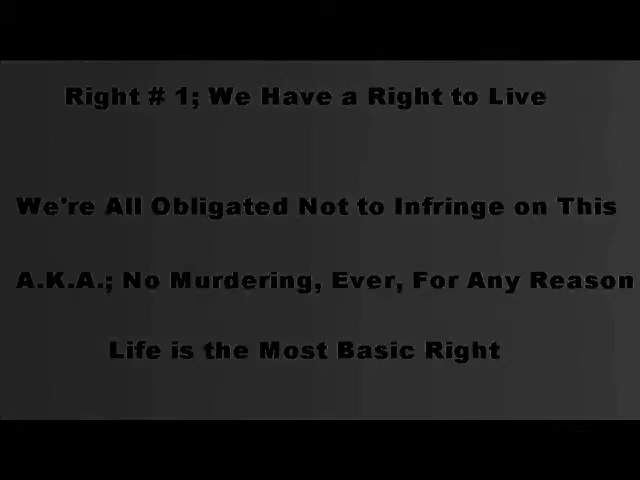 Right # 1; We Have a Right to Live
We're All Obligated Not to Infringe on This
A.K.A.; No Murdering, Ever, For Any Reason
Life is the Most Basic Right